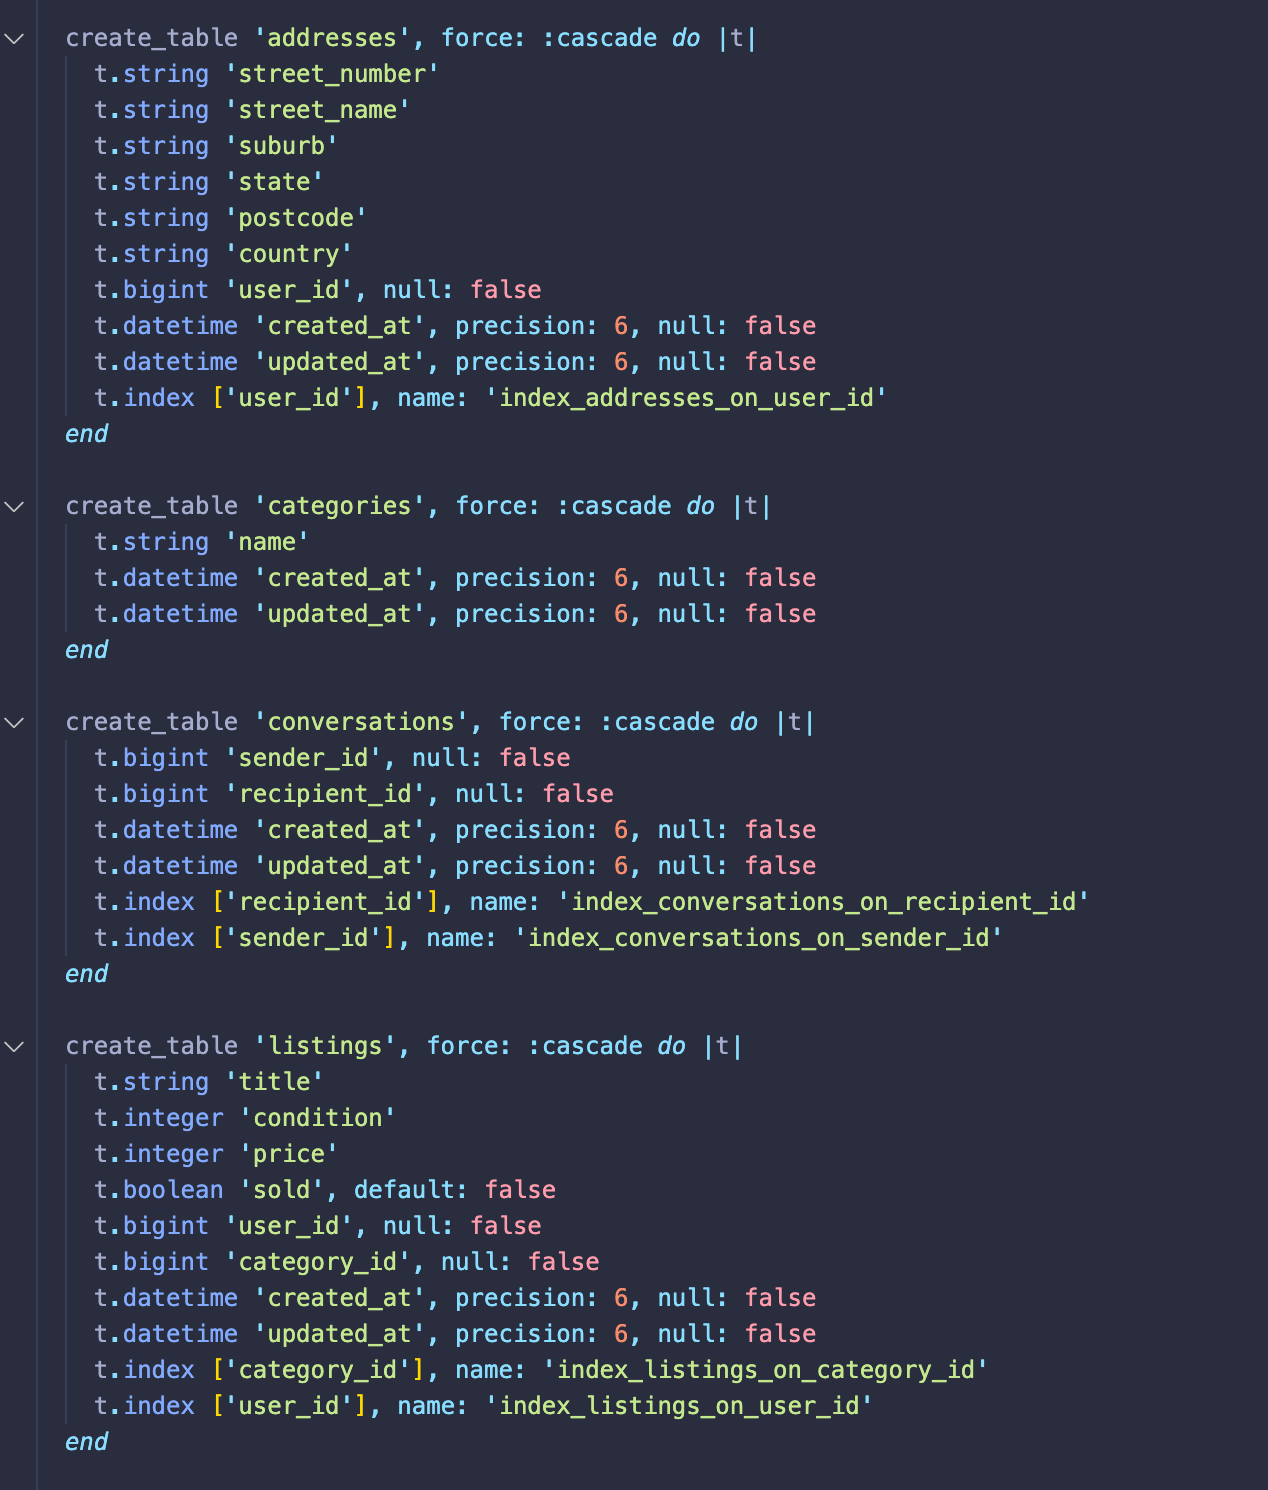 create_table 'addresses', force: :cascade do |t|
t.string 'street_number'
t.string 'street_name'
t.string 'suburb'
t.string 'state'
t.string 'postcode'
t.string 'country'
t.bigint 'user_id', null: false
t.datetime 'created_at', precision: 6, null: false
t.datetime 'updated_at', precision: 6, null: false
t.index ['user_id'], name: 'index_addresses_on_user_id'
end
create_table 'categories', force: :cascade do |t|
t.string 'name'
t.datetime 'created_at', precision: 6, null: false
t.datetime 'updated_at', precision: 6, null: false
end
create_table 'conversations', force: :cascade do |t|
t.bigint 'sender_id', null: false
t.bigint 'recipient_id', null: false
t.datetime 'created_at', precision: 6, null: false
t.datetime 'updated_at', precision: 6, null: false
t.index ['recipient_id'], name: 'index_conversations_on_recipient_id'
t.index ['sender_id'], name: 'index_conversations_on_sender_id'
end
create_table 'listings', force: :cascade do |t|
t.string 'title'
t.integer 'condition'
t.integer 'price'
t.boolean 'sold', default: false
t.bigint 'user_id', null: false
t.bigint 'category_id', null: false
t.datetime 'created_at', precision: 6, null: false
t.datetime 'updated_at', precision: 6, null: false
t.index ['category_id'], name: 'index_listings_on_category_id'
t.index ['user_id'], name: 'index_listings_on_user_id'
end